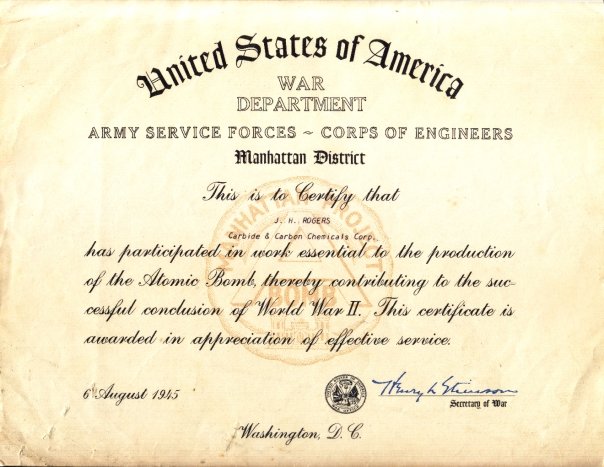 United States of America
WAR
DEPARTMENT
ARMY SERVICE FORCES ~ CORPS OF ENGINEERS
Manhattan District
This is to Certify that
J. H. ROGERS
Carbide & Carbon Chemicals Corp.
has participated in work essential to the production
of the Atomic Bomb, thereby contributing to the suc-
cessful conclusion of World War II. This certificate is
awarded in appreciation of effective service.
MANHATTAN PROJECT
BOMB
6 August 1945
Henry L Stimson
Secretary of War
Washington, D. C.